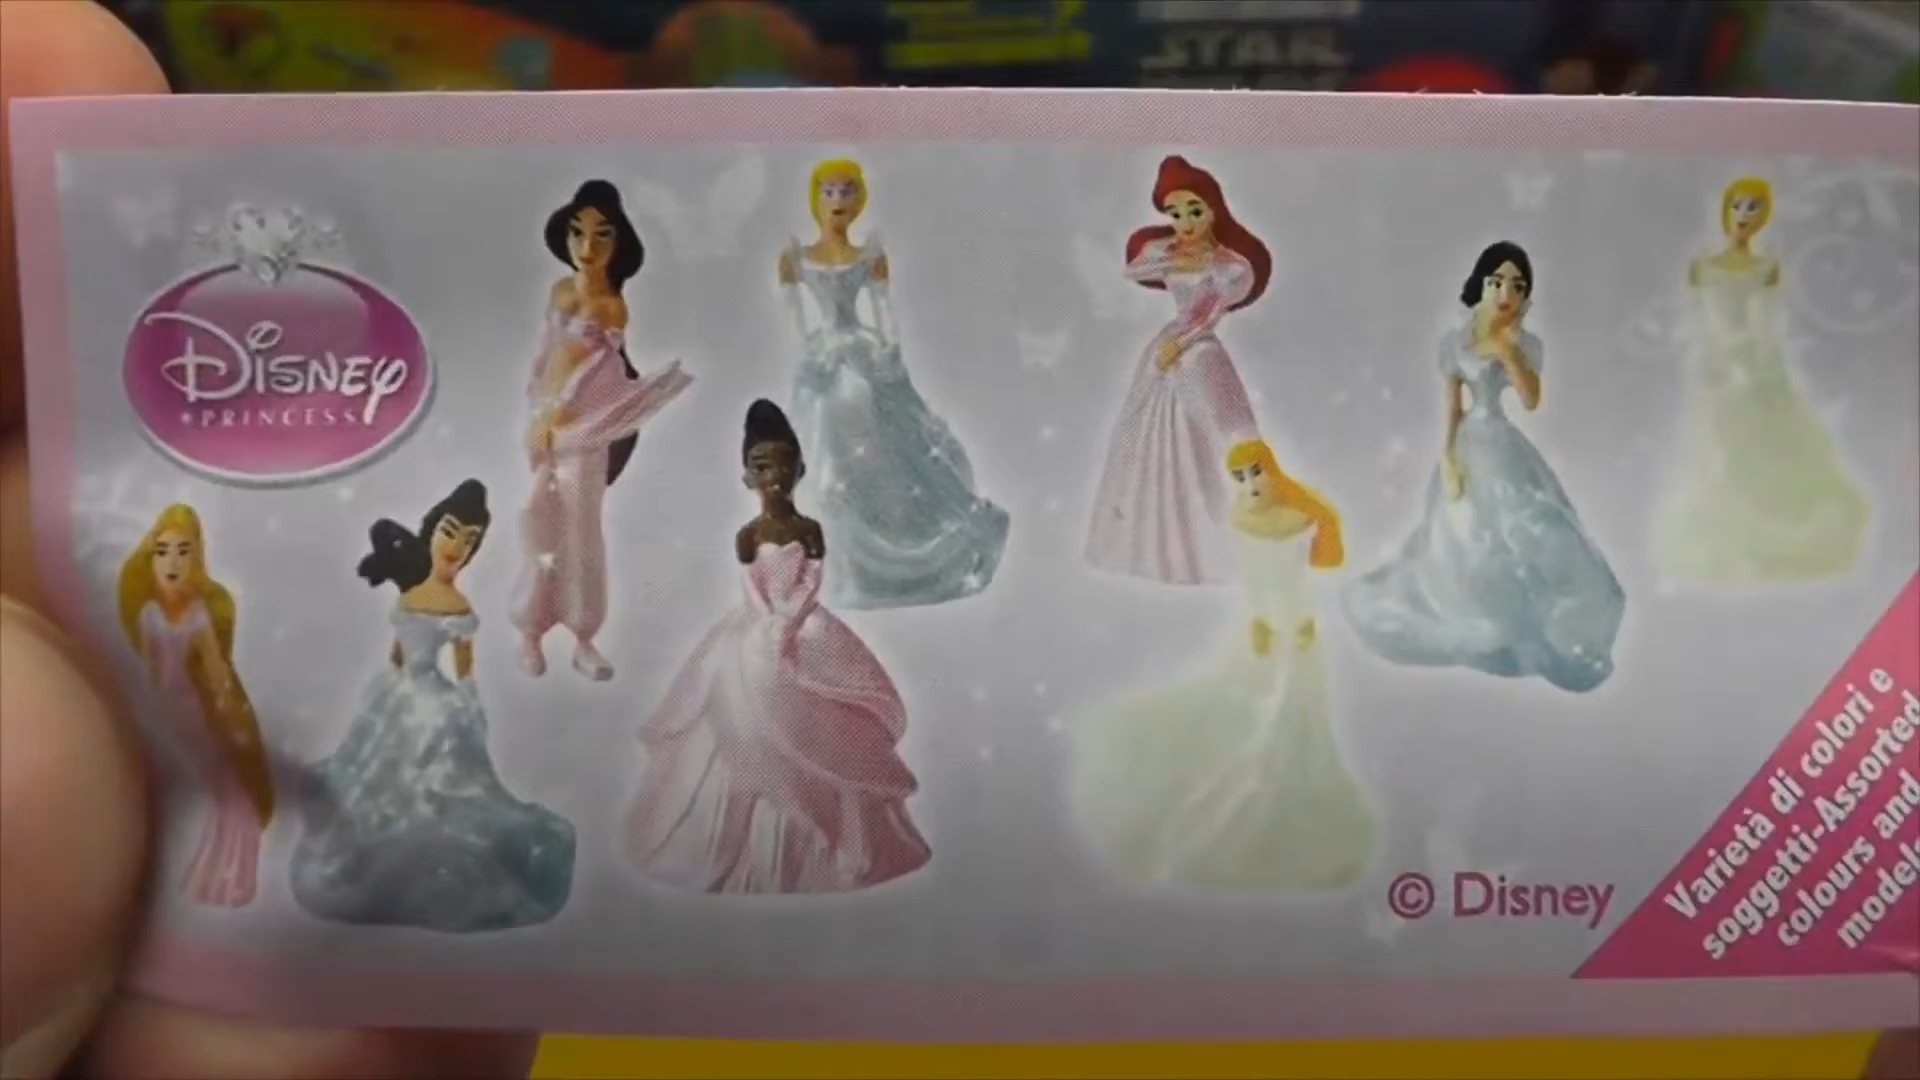 STAR
DISNEY
PRINCESS
© Disney
Varietà di colori e
soggetti-Assorted
colours and
models